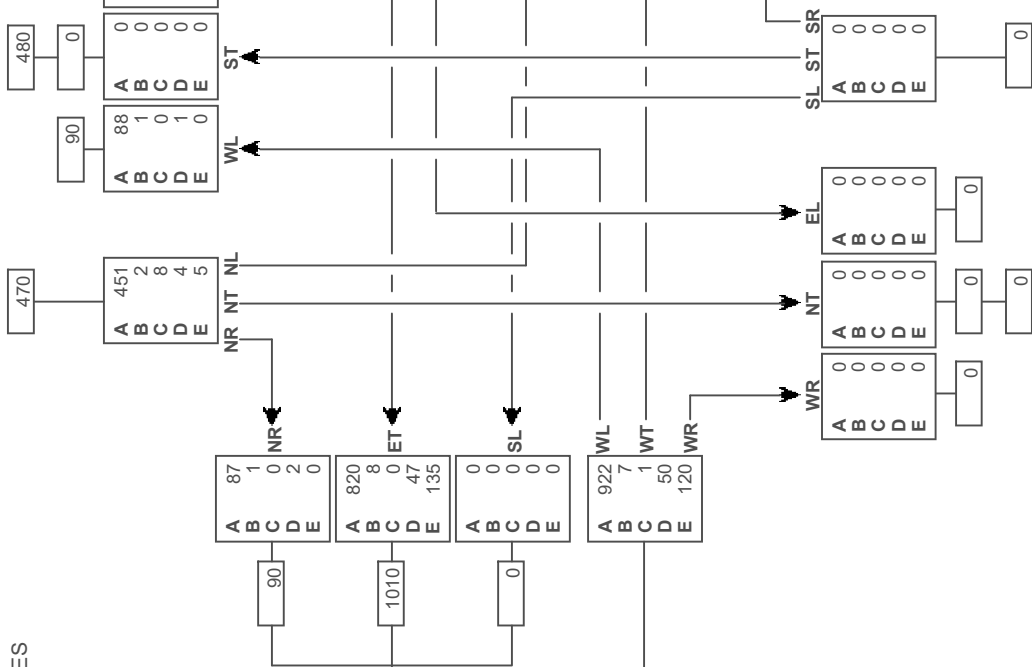 ES
470
90
480
0
A 451
B 2
C 8
D 4
E 5
NR NT NL
A 88
B 1
C 0
D 1
E 0
WL
A 0
B 0
C 0
D 0
E 0
ST
90
A 87
B 1
C 0
D 2
E 0
NR
1010
A 820
B 8
C 0
D 47
E 135
ET
0
A 0
B 0
C 0
D 0
E 0
SL
A 922
B 7
C 1
D 50
E 120
WL
WT
WR
WR
A 0
B 0
C 0
D 0
E 0
0
NT
A 0
B 0
C 0
D 0
E 0
0
0
EL
A 0
B 0
C 0
D 0
E 0
0
SL ST SR
A 0
B 0
C 0
D 0
E 0
0